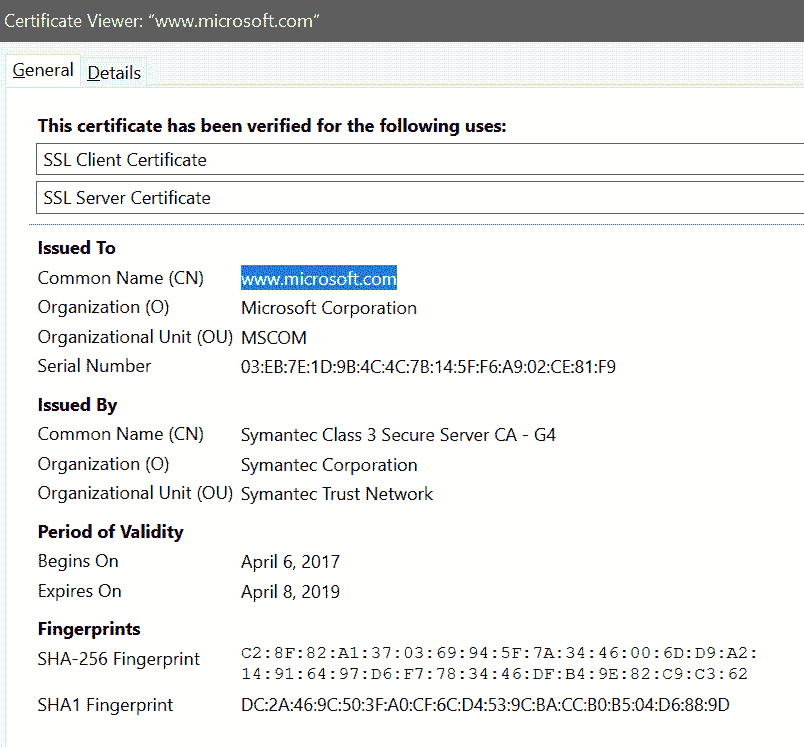 Certificate Viewer: “www.microsoft.com”
General Details
This certificate has been verified for the following uses:
SSL Client Certificate
SSL Server Certificate
Issued To
Common Name (CN) www.microsoft.com
Organization (O) Microsoft Corporation
Organizational Unit (OU) MSCOM
Serial Number 03:EB:7E:1D:9B:4C:4C:7B:14:5F:F6:A9:02:CE:81:F9
Issued By
Common Name (CN) Symantec Class 3 Secure Server CA - G4
Organization (O) Symantec Corporation
Organizational Unit (OU) Symantec Trust Network
Period of Validity
Begins On April 6, 2017
Expires On April 8, 2019
Fingerprints
SHA-256 Fingerprint C2:8F:82:A1:37:03:69:94:5F:7A:34:46:00:6D:D9:A2:
14:91:64:97:D6:F7:78:34:46:DF:B4:9E:82:C9:C3:62
SHA1 Fingerprint DC:2A:46:9C:50:3F:A0:CF:6C:D4:53:9C:BA:CC:B0:B5:04:D6:88:9D